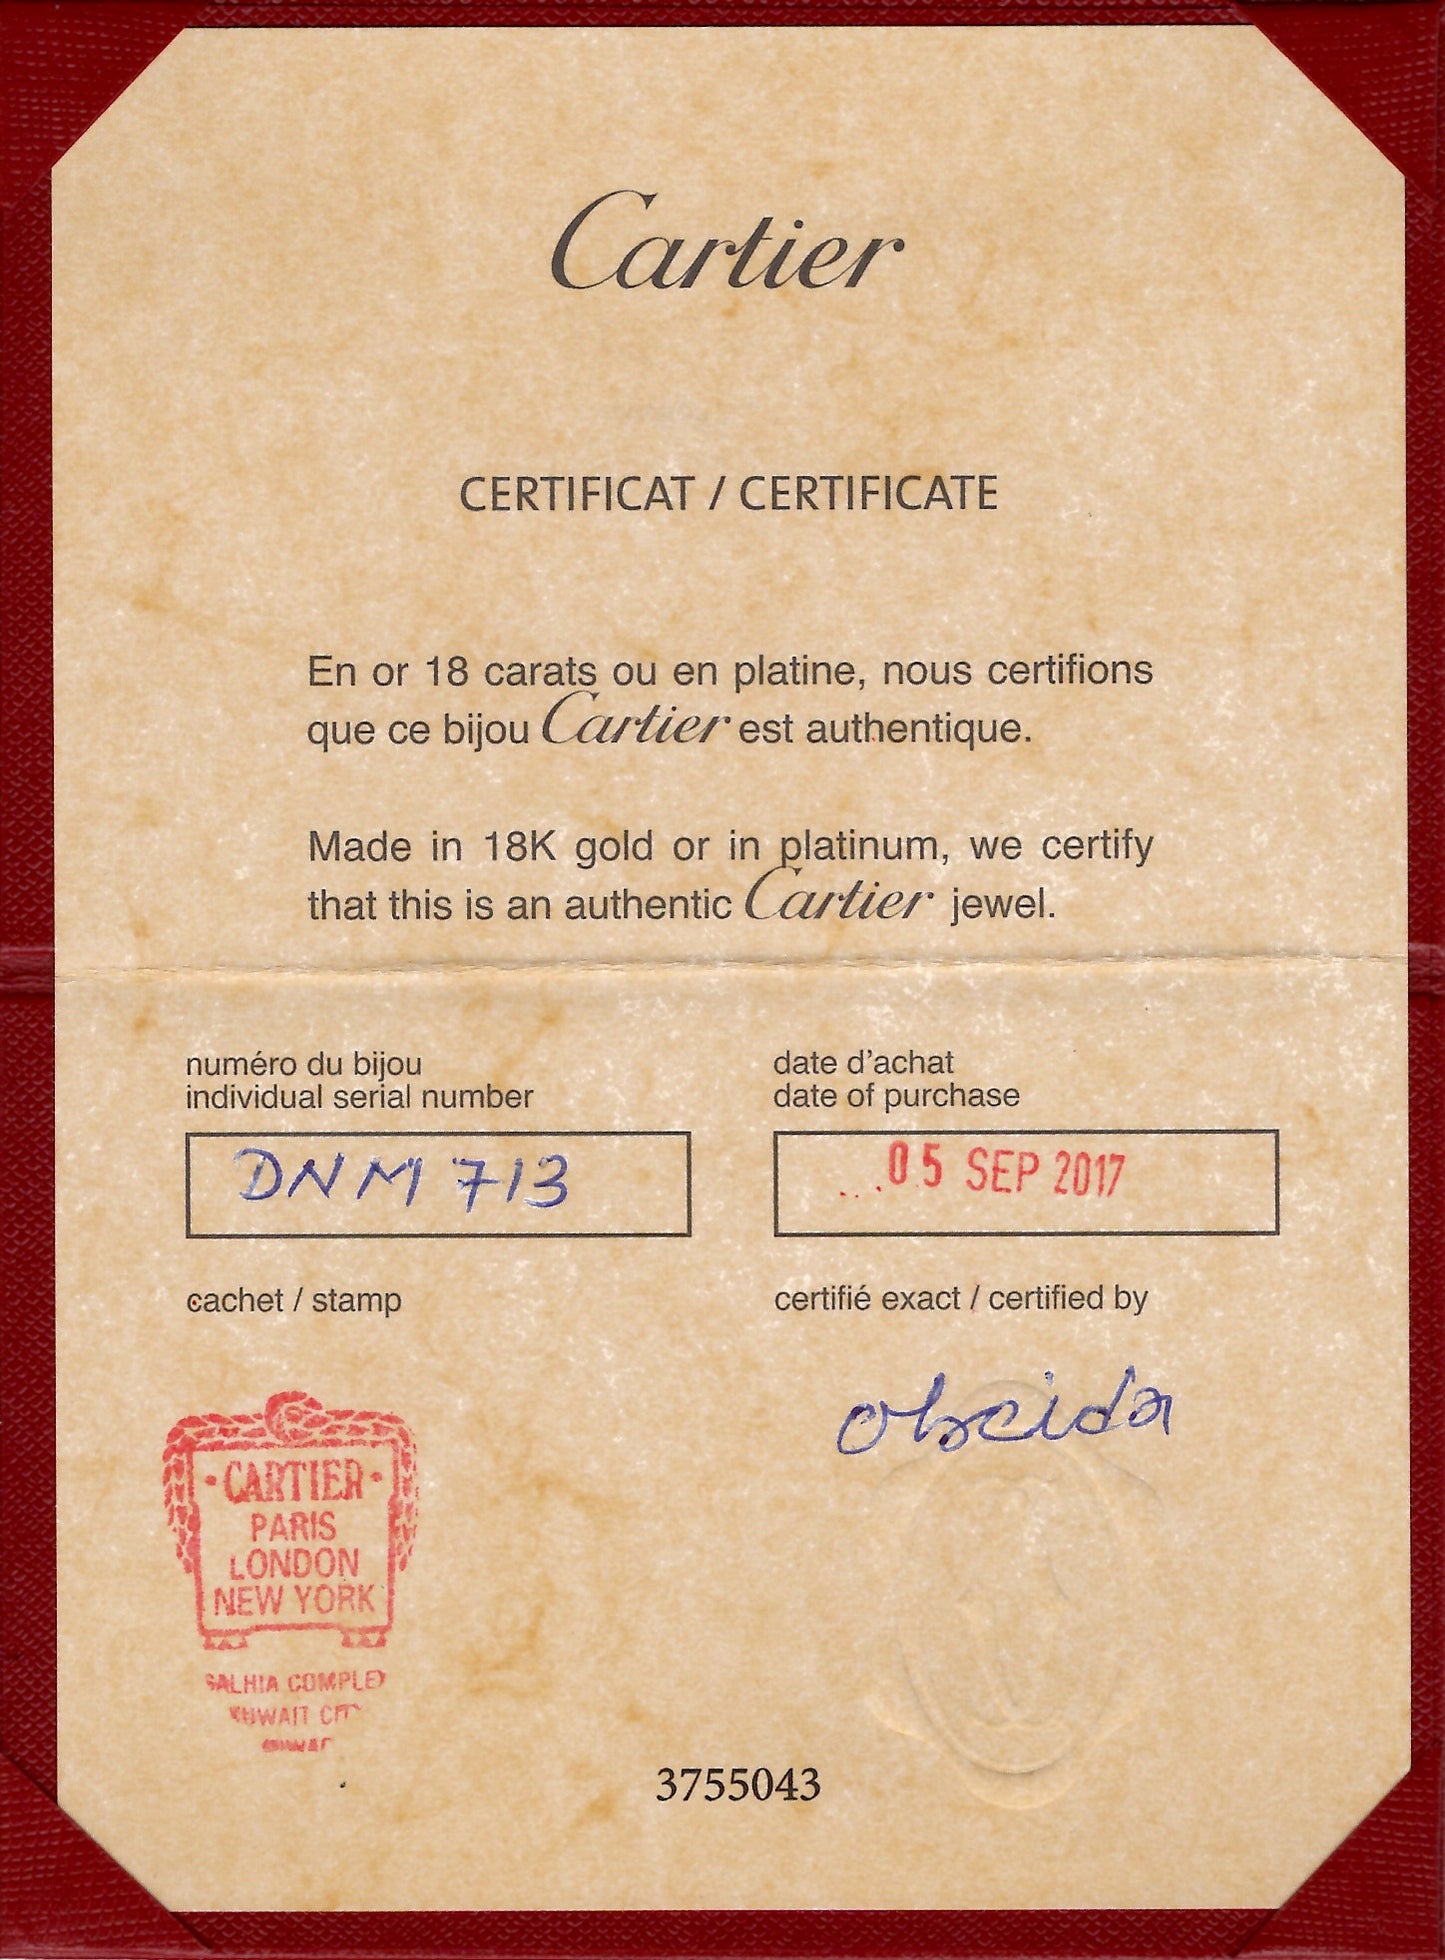 Cartier
CERTIFICAT / CERTIFICATE
En or 18 carats ou en platine, nous certifions
que ce bijou Cartier est authentique.
Made in 18K gold or in platinum, we certify
that this is an authentic Cartier jewel.
numéro du bijou
individual serial number
DNM 713
date d'achat
date of purchase
...05 SEP 2017
cachet / stamp
certifié exact / certified by
Obeida
·CARTIER·
PARIS
LONDON
NEW YORK
SALHIA COMPLEX
KUWAIT CITY
3755043